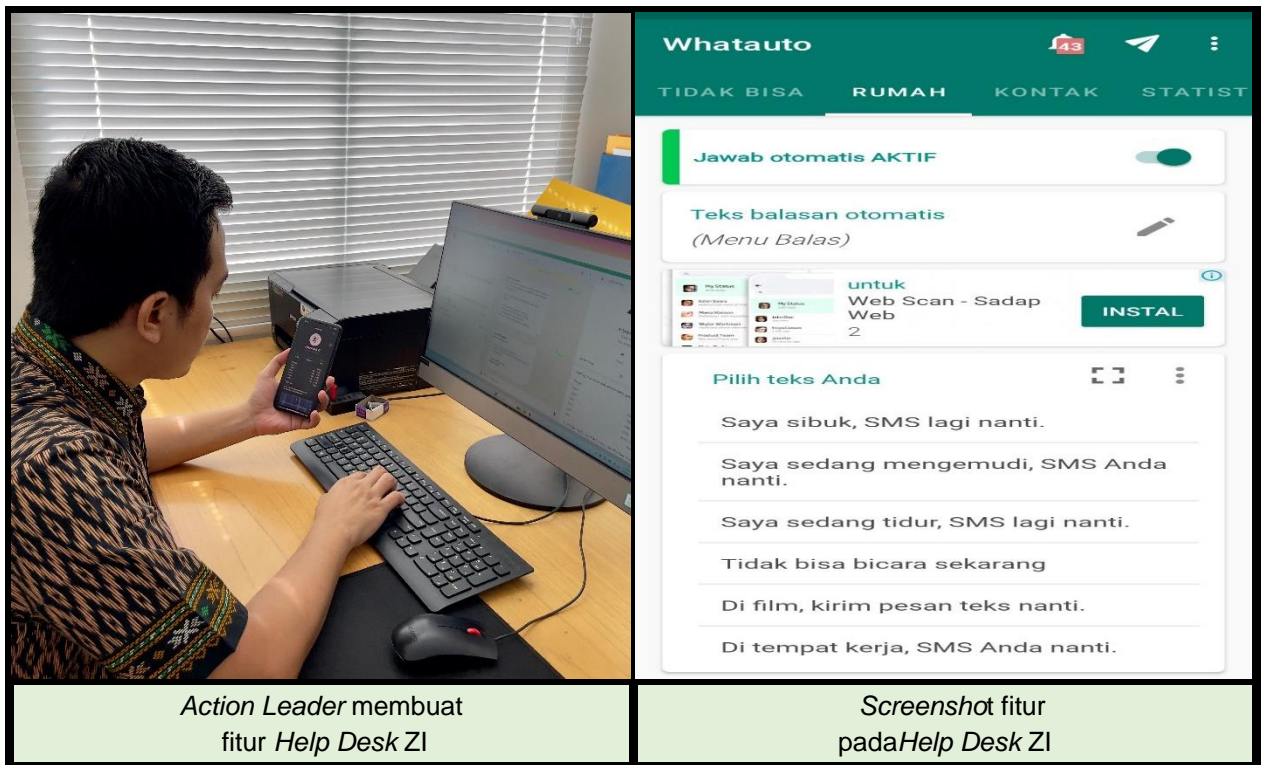 Whatauto
43
TIDAK BISA RUMAH KONTAK STATIST
Jawab otomatis AKTIF
Teks balasan otomatis
(Menu Balas)
My Status
untuk
Web Scan - Sadap
Web
2
INSTAL
Pilih teks Anda
Saya sibuk, SMS lagi nanti.
Saya sedang mengemudi, SMS Anda
nanti.
Saya sedang tidur, SMS lagi nanti.
Tidak bisa bicara sekarang
Di film, kirim pesan teks nanti.
Di tempat kerja, SMS Anda nanti.
Action Leader membuat
fitur Help Desk ZI
Screenshot fitur
padaHelp Desk ZI